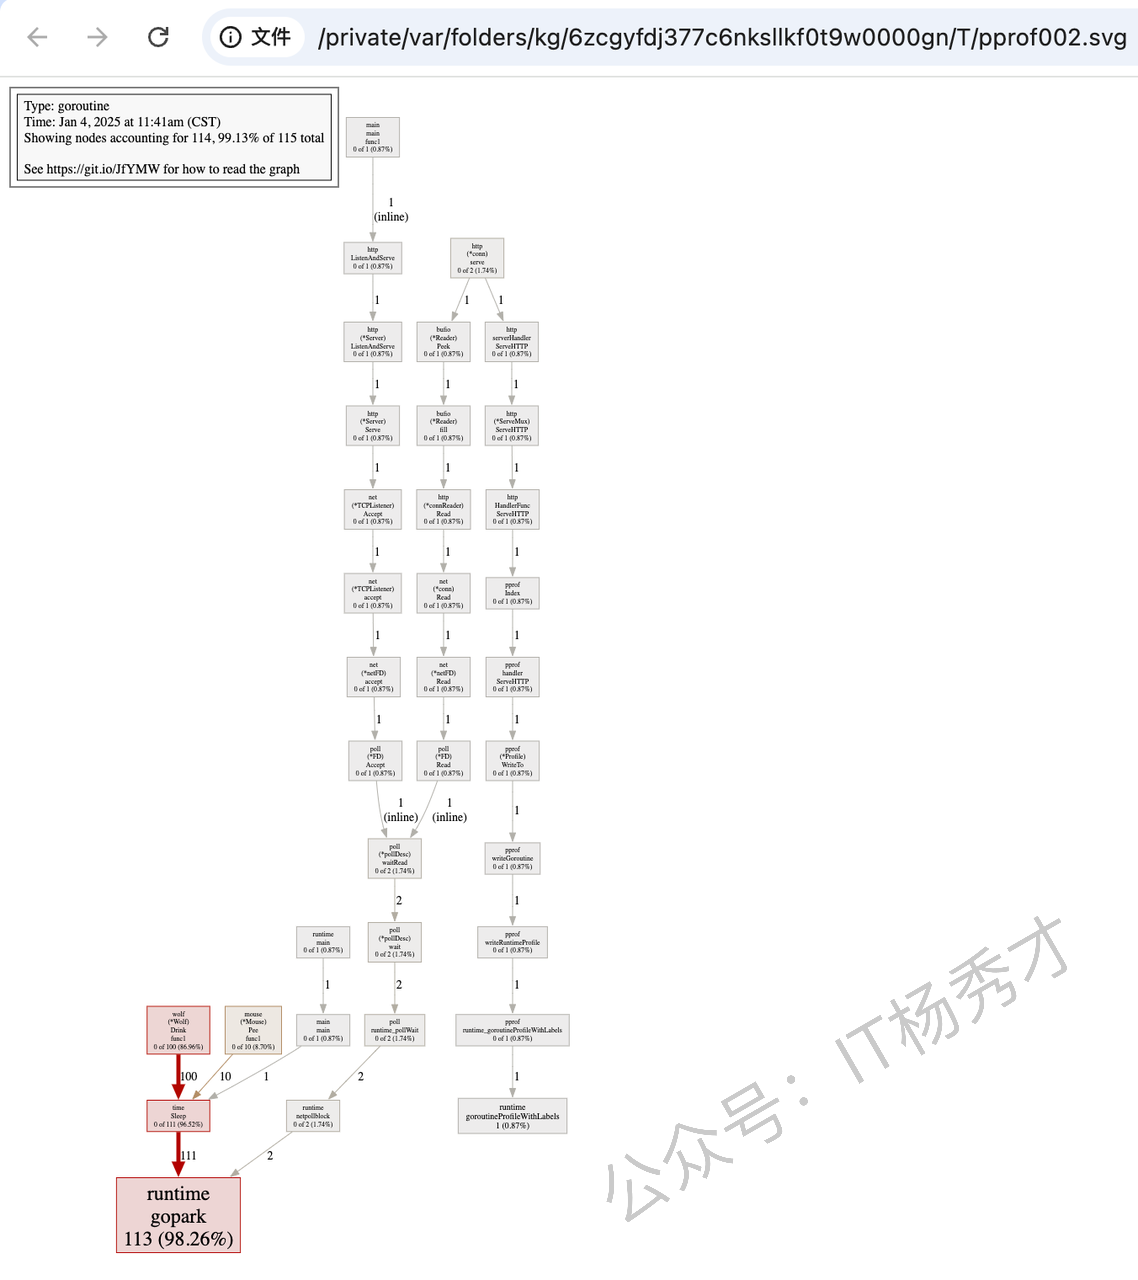 文件
/private/var/folders/kg/6zcgyfdj377c6nksllkf0t9w0000gn/T/pprof002.svg
Type: goroutine
Time: Jan 4, 2025 at 11:41am (CST)
Showing nodes accounting for 114, 99.13% of 115 total
See https://git.io/JfYMW for how to read the graph
main
main
func1
0 of 1 (0.87%)
1
(inline)
http
ListenAndServe
0 of 1 (0.87%)
http
(*conn)
serve
0 of 2 (1.74%)
1
1
1
http
(*Server)
ListenAndServe
0 of 1 (0.87%)
bufio
(*Reader)
Peek
0 of 1 (0.87%)
http
serverHandler
ServeHTTP
0 of 1 (0.87%)
1
1
1
http
(*Server)
Serve
0 of 1 (0.87%)
bufio
(*Reader)
fill
0 of 1 (0.87%)
http
(*ServeMux)
ServeHTTP
0 of 1 (0.87%)
1
1
1
net
(*TCPListener)
Accept
0 of 1 (0.87%)
http
(*connReader)
Read
0 of 1 (0.87%)
http
HandlerFunc
ServeHTTP
0 of 1 (0.87%)
1
1
1
net
(*TCPListener)
accept
0 of 1 (0.87%)
net
(*conn)
Read
0 of 1 (0.87%)
pprof
Index
0 of 1 (0.87%)
1
1
1
net
(*netFD)
accept
0 of 1 (0.87%)
net
(*netFD)
Read
0 of 1 (0.87%)
pprof
handler
ServeHTTP
0 of 1 (0.87%)
1
1
1
poll
(*FD)
Accept
0 of 1 (0.87%)
poll
(*FD)
Read
0 of 1 (0.87%)
pprof
(*Profile)
WriteTo
0 of 1 (0.87%)
1
(inline)
1
(inline)
1
poll
(*pollDesc)
waitRead
0 of 2 (1.74%)
pprof
writeGoroutine
0 of 1 (0.87%)
2
1
runtime
main
0 of 1 (0.87%)
poll
(*pollDesc)
wait
0 of 2 (1.74%)
pprof
writeRuntimeProfile
0 of 1 (0.87%)
1
2
1
wolf
(*Wolf)
Drink
func1
0 of 100 (86.96%)
mouse
(*Mouse)
Pee
func1
0 of 10 (8.70%)
main
main
0 of 1 (0.87%)
poll
runtime_pollWait
0 of 2 (1.74%)
pprof
runtime_goroutineProfileWithLabels
0 of 1 (0.87%)
100
10
1
2
1
time
Sleep
0 of 111 (96.52%)
runtime
netpollblock
0 of 2 (1.74%)
runtime
goroutineProfileWithLabels
1 (0.87%)
111
2
runtime
gopark
113 (98.26%)
公众号：IT杨秀才